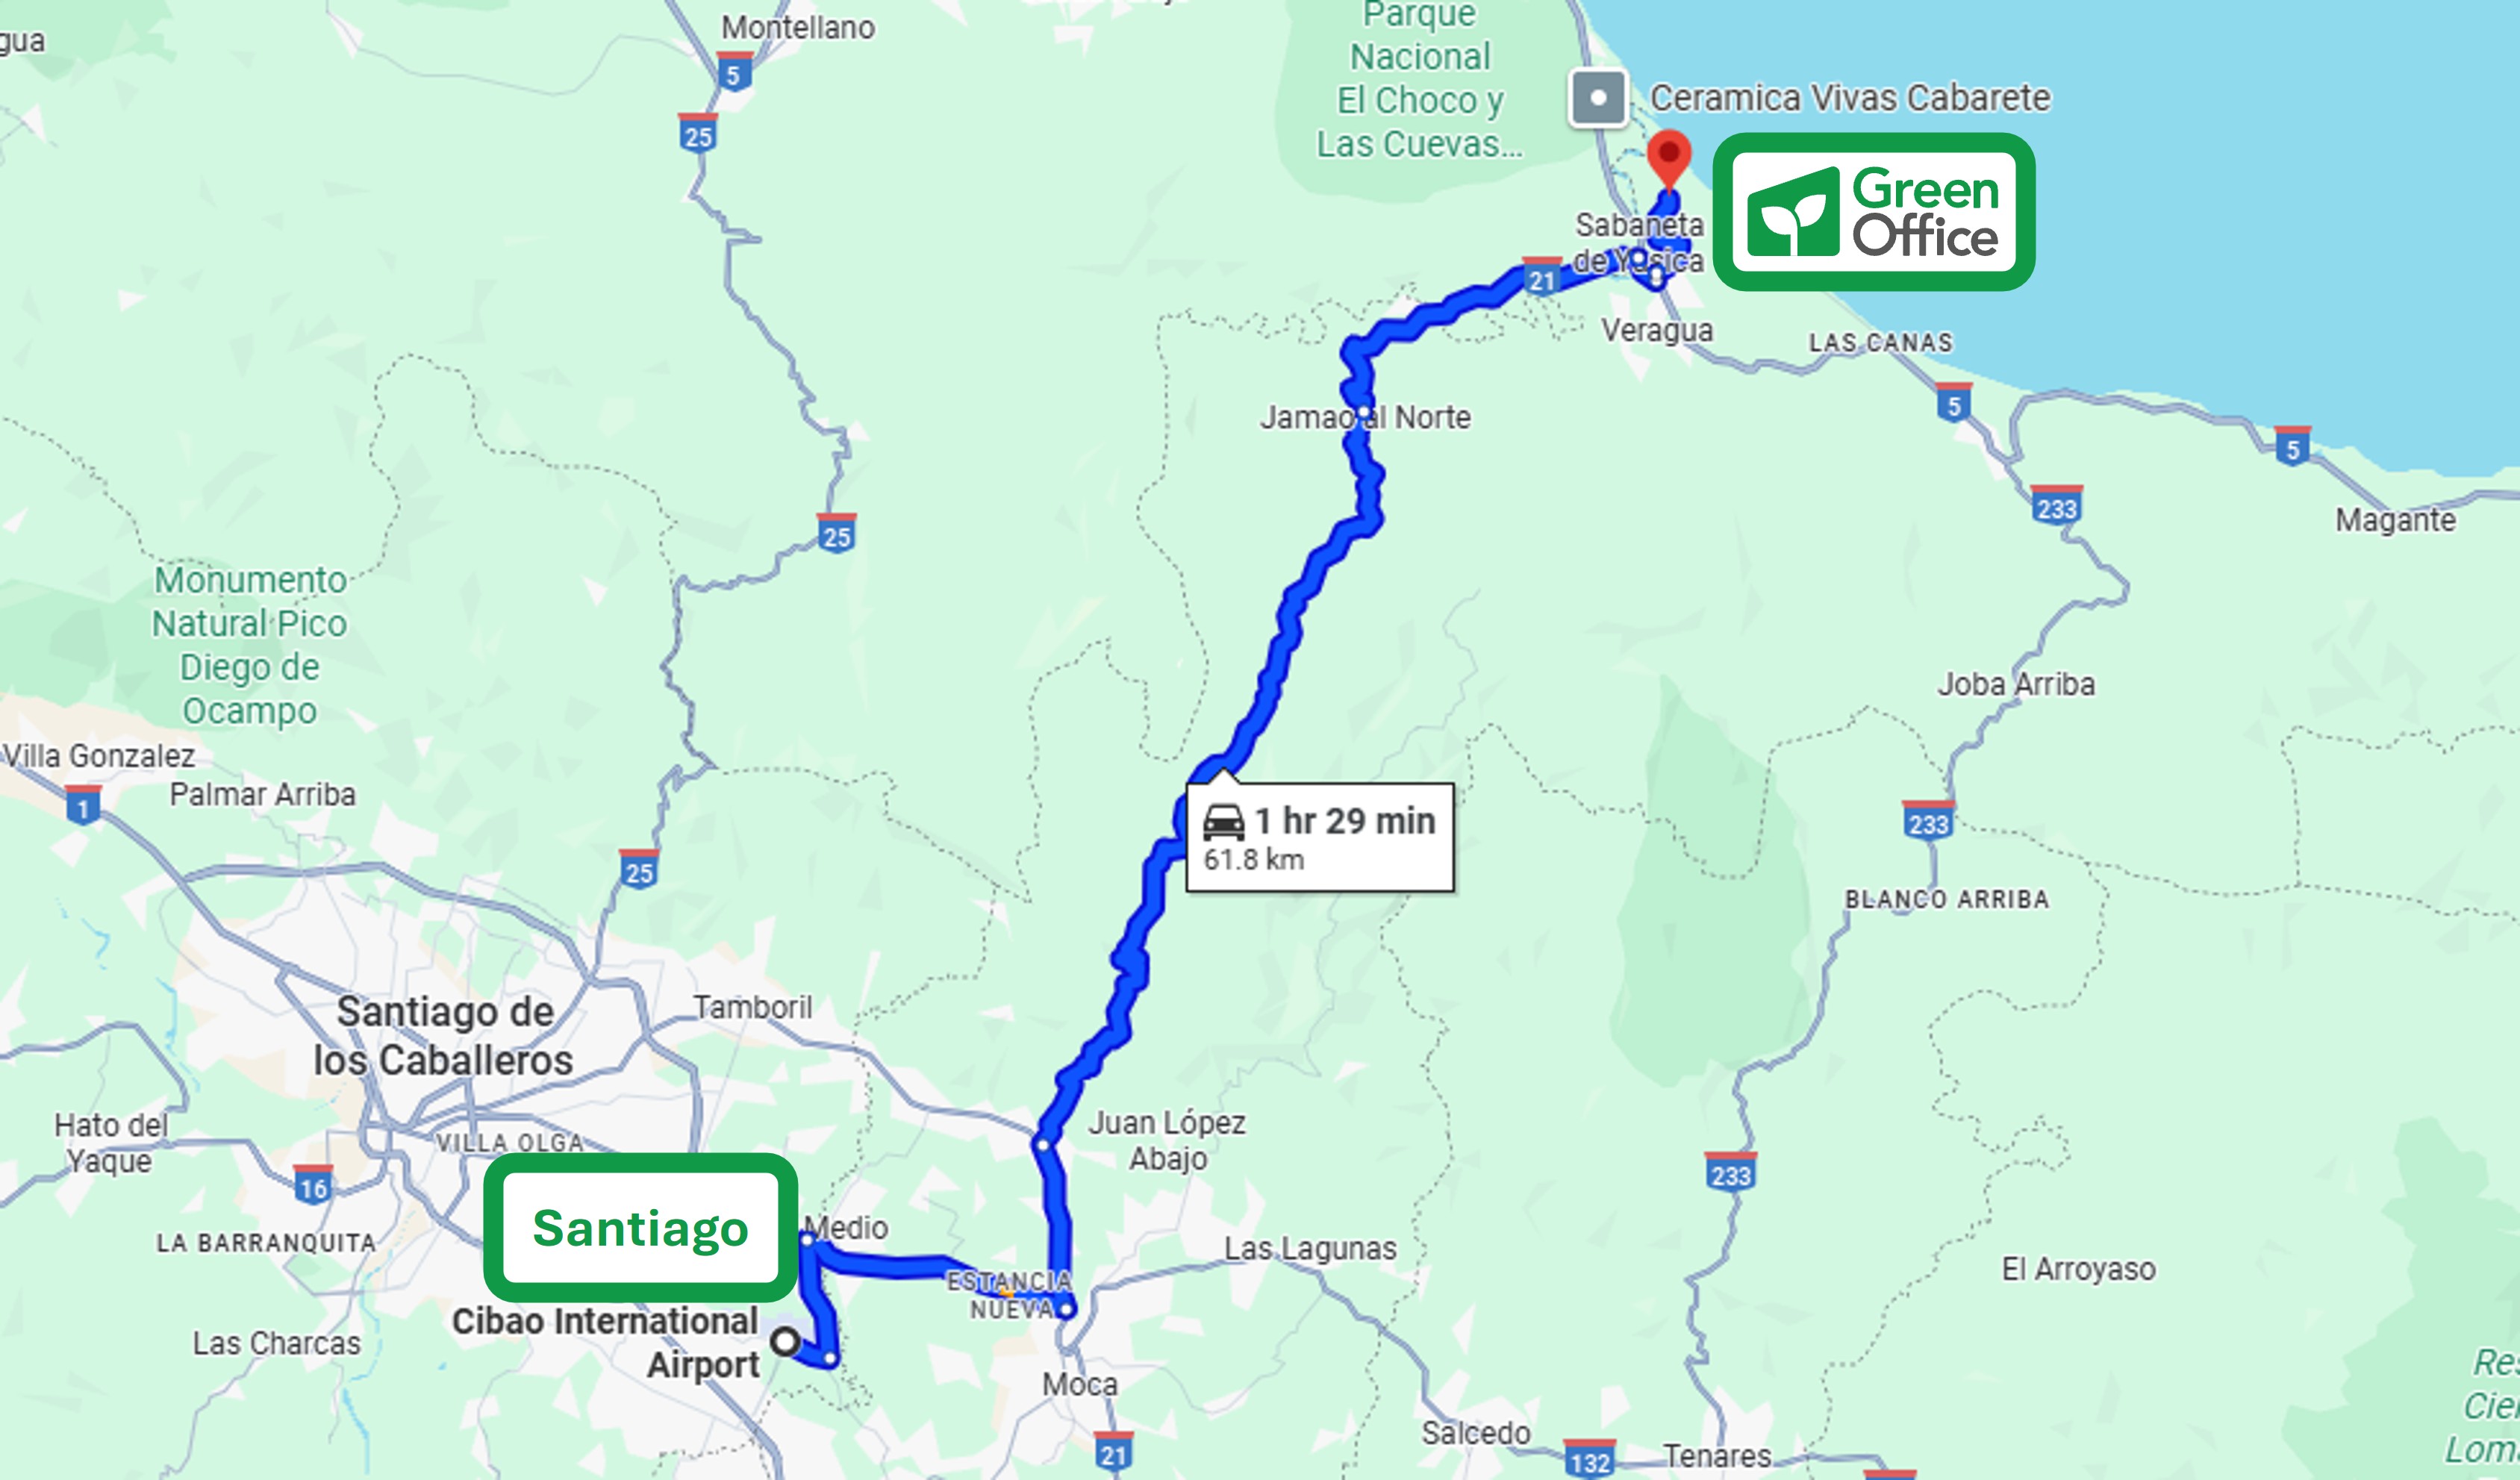 Montellano
5
25
Parque
Nacional
El Choco y
Las Cuevas...
Ceramica Vivas Cabarete
Green
Office
Sabaneta
de Yásica
21
Veragua
LAS CANAS
5
5
Jamao al Norte
233
Magante
25
Monumento
Natural Pico
Diego de
Ocampo
Joba Arriba
Villa Gonzalez
1
Palmar Arriba
1 hr 29 min
61.8 km
233
25
BLANCO ARRIBA
Santiago de
los Caballeros
Tamboril
Hato del
Yaque
VILLA OLGA
Juan López
Abajo
16
233
Santiago
Medio
LA BARRANQUITA
Las Lagunas
ESTANCIA
NUEVA
El Arroyaso
Cibao International
Airport
Las Charcas
Moca
21
Salcedo
132
Tenares